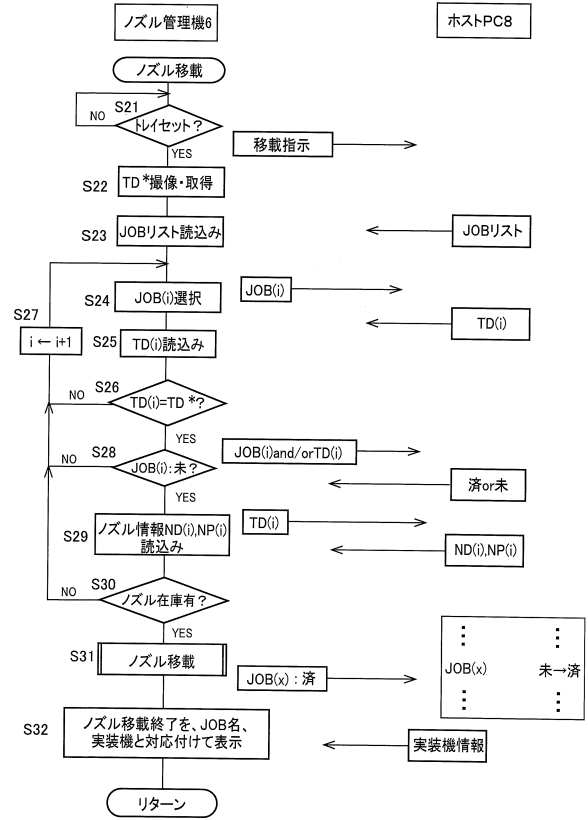 ノズル管理機6
ホストPC8
ノズル移載
S21
トレイセット?
NO
YES
移載指示
S22
TD*撮像・取得
S23
JOBリスト読込み
JOBリスト
S27
i ← i+1
S24
JOB(i)選択
JOB(i)
TD(i)
S25
TD(i)読込み
S26
TD(i)=TD*?
NO
YES
S28
JOB(i):未?
NO
YES
JOB(i)and/orTD(i)
済or未
S29
ノズル情報ND(i),NP(i)
読込み
TD(i)
ND(i),NP(i)
S30
ノズル在庫有?
NO
YES
S31
ノズル移載
JOB(x):済
JOB(x) 未→済
S32
ノズル移載終了を、JOB名、
実装機と対応付けて表示
実装機情報
リターン